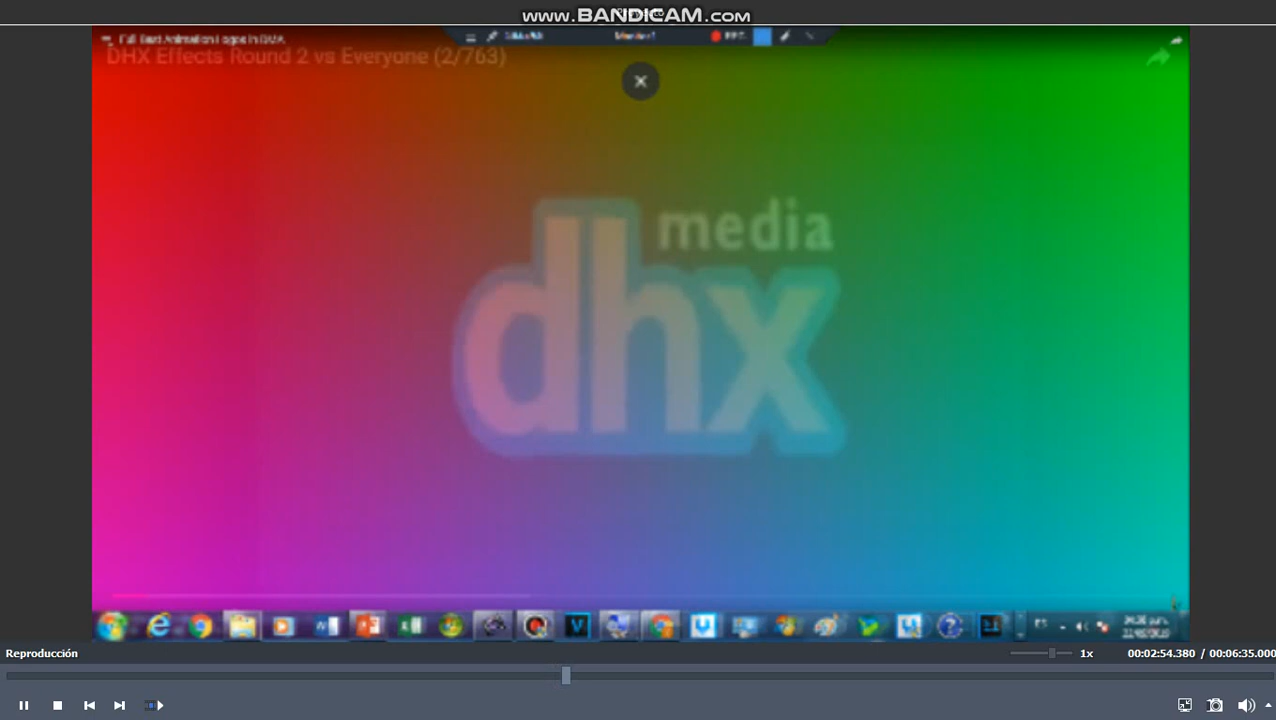 www.BANDICAM.com
DHX Effects Round 2 vs Everyone (2/763)
media
dhx
Reproducción
1x
00:02:54.380 / 00:06:35.000